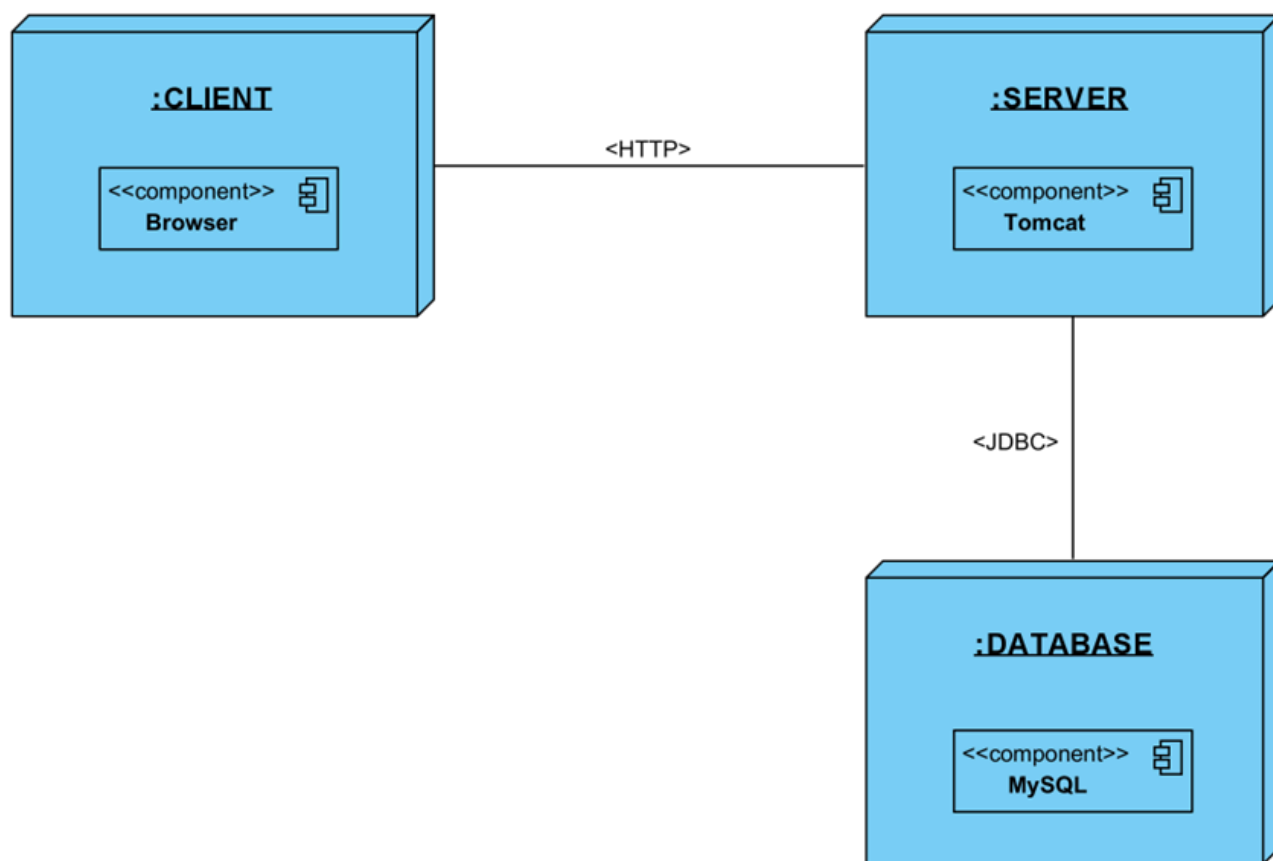 :CLIENT
<<component>>
Browser
<HTTP>
:SERVER
<<component>>
Tomcat
<JDBC>
:DATABASE
<<component>>
MySQL